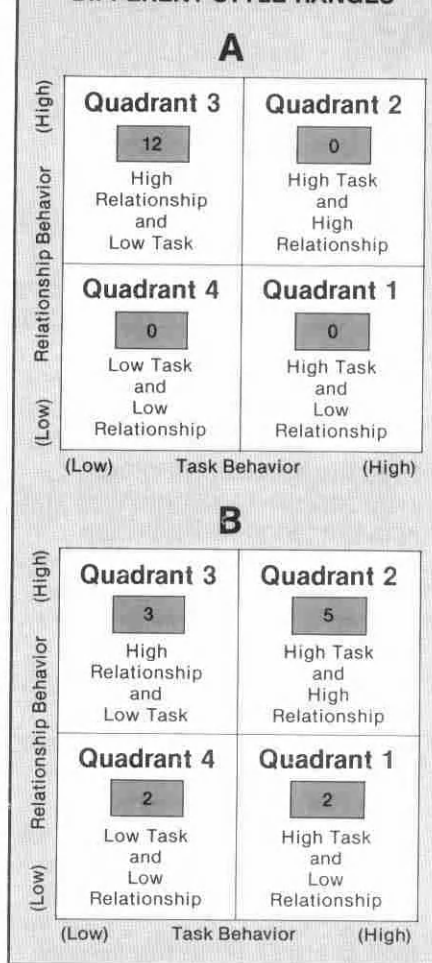 DIFFERENT STYLE RANGES
A
(High)
Relationship Behavior
(Low)
Quadrant 3
12
High
Relationship
and
Low Task
Quadrant 2
0
High Task
and
High
Relationship
Quadrant 4
0
Low Task
and
Low
Relationship
Quadrant 1
0
High Task
and
Low
Relationship
(Low) Task Behavior (High)
B
(High)
Relationship Behavior
(Low)
Quadrant 3
3
High
Relationship
and
Low Task
Quadrant 2
5
High Task
and
High
Relationship
Quadrant 4
2
Low Task
and
Low
Relationship
Quadrant 1
2
High Task
and
Low
Relationship
(Low) Task Behavior (High)